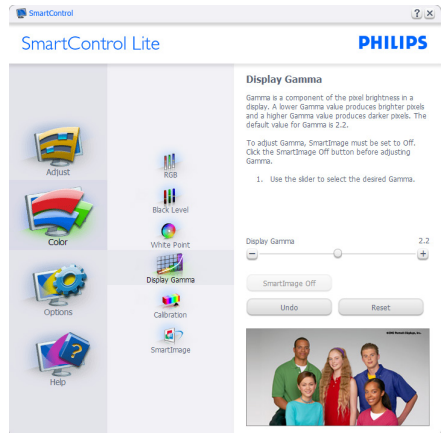 SmartControl
SmartControl Lite
PHILIPS
Adjust
Color
Options
Help
RGB
Black Level
White Point
Display Gamma
Calibration
SmartImage
Display Gamma
Gamma is a component of the pixel brightness in a
display. A lower Gamma value produces brighter pixels
and a higher Gamma value produces darker pixels. The
default value for Gamma is 2.2.
To adjust Gamma, SmartImage must be set to Off.
Click the SmartImage Off button before adjusting
Gamma.
1. Use the slider to select the desired Gamma.
Display Gamma 2.2
SmartImage Off
Undo Reset